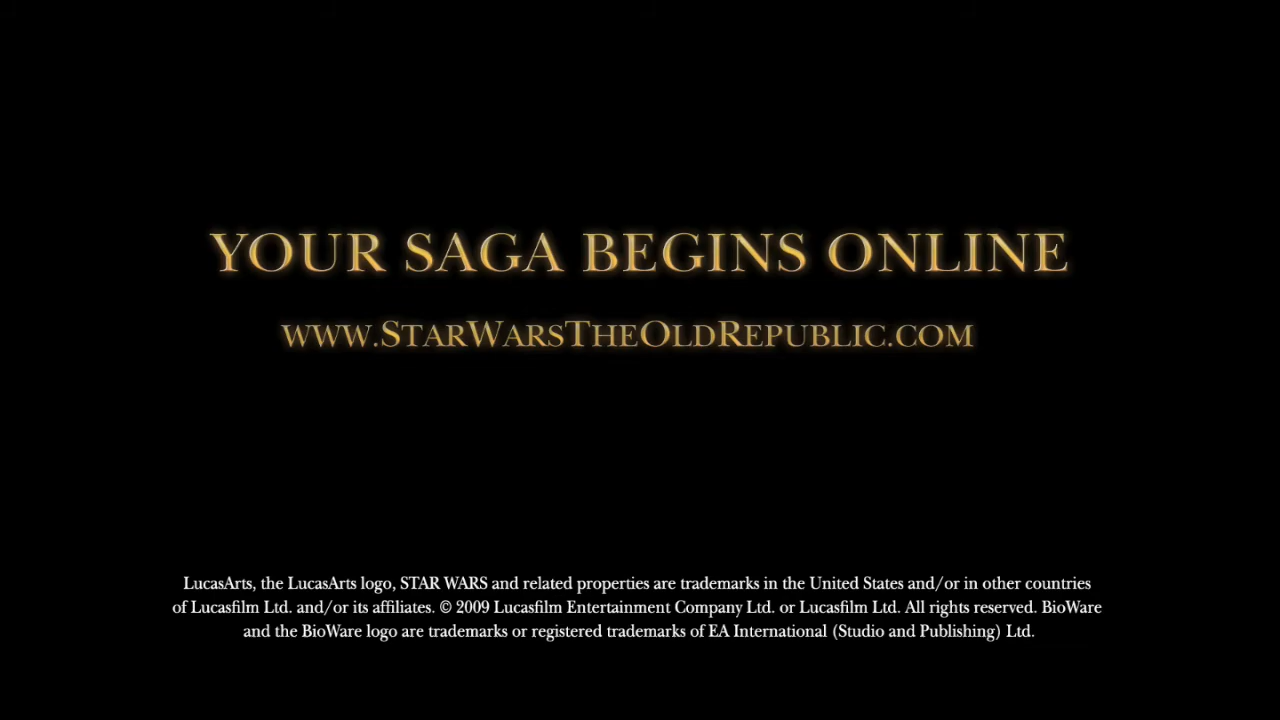 YOUR SAGA BEGINS ONLINE
WWW.STARWARSTHEOLDREPUBLIC.COM
LucasArts, the LucasArts logo, STAR WARS and related properties are trademarks in the United States and/or in other countries
of Lucasfilm Ltd. and/or its affiliates. © 2009 Lucasfilm Entertainment Company Ltd. or Lucasfilm Ltd. All rights reserved. BioWare
and the BioWare logo are trademarks or registered trademarks of EA International (Studio and Publishing) Ltd.